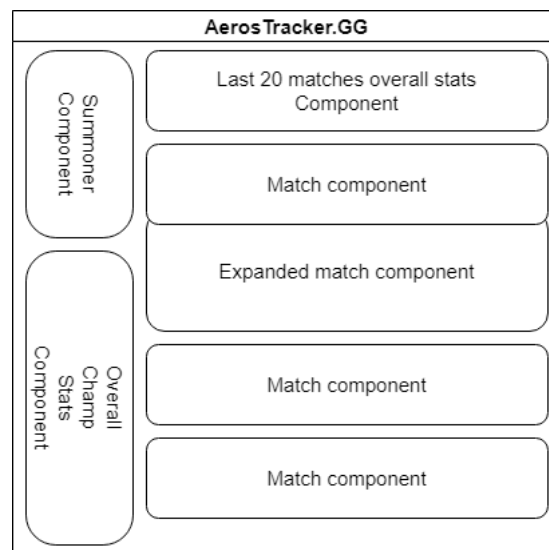 AerosTracker.GG
Summoner
Component
Last 20 matches overall stats
Component
Match component
Expanded match component
Overall
Champ
Stats
Component
Match component
Match component